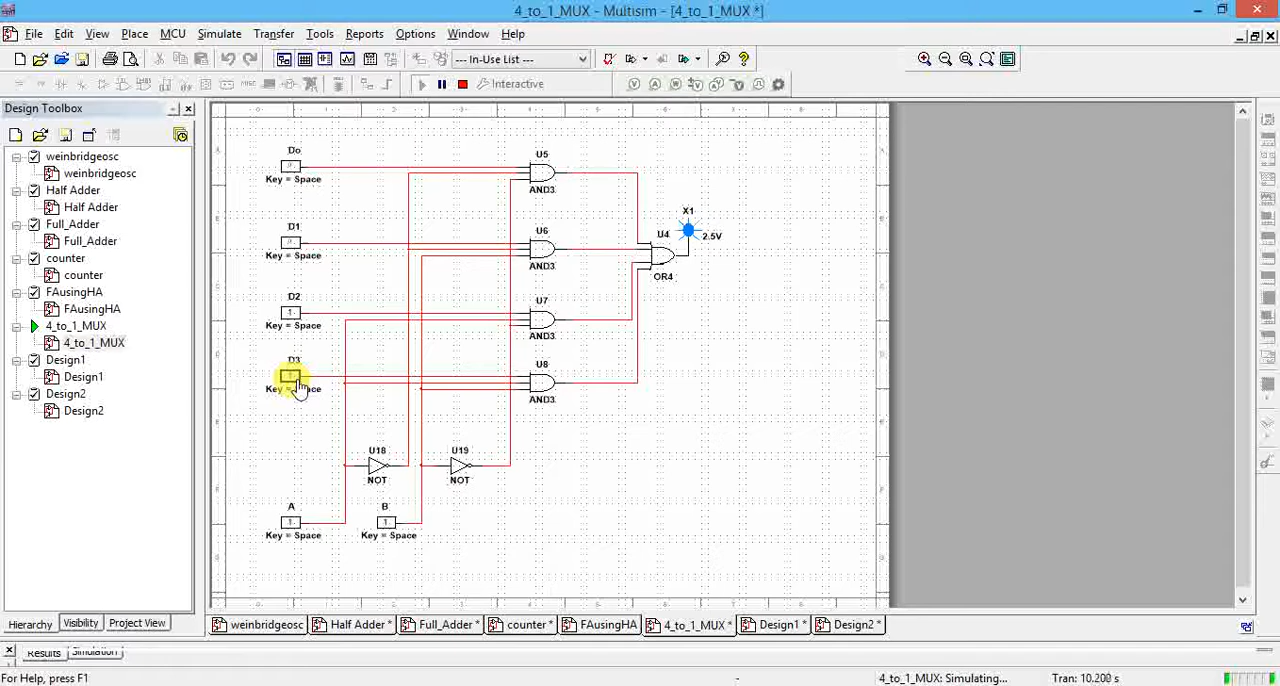 4_to_1_MUX - Multisim - [4_to_1_MUX *]
File Edit View Place MCU Simulate Transfer Tools Reports Options Window Help
--- In-Use List ---
Interactive
Design Toolbox
weinbridgeosc
weinbridgeosc
Half Adder
Half Adder
Full_Adder
Full_Adder
counter
counter
FAusingHA
FAusingHA
4_to_1_MUX
4_to_1_MUX
Design1
Design1
Design2
Design2
Hierarchy Visibility Project View
Do
Key = Space
D1
Key = Space
D2
1
Key = Space
D3
Key = Space
U5
AND3
U6
AND3
U7
AND3
U8
AND3
U4
OR4
X1
2.5V
U18
NOT
U19
NOT
A
1
Key = Space
B
1
Key = Space
weinbridgeosc Half Adder * Full_Adder * counter * FAusingHA 4_to_1_MUX * Design1 * Design2 *
Results Simulation
For Help, press F1 - 4_to_1_MUX: Simulating... Tran: 10.200 s